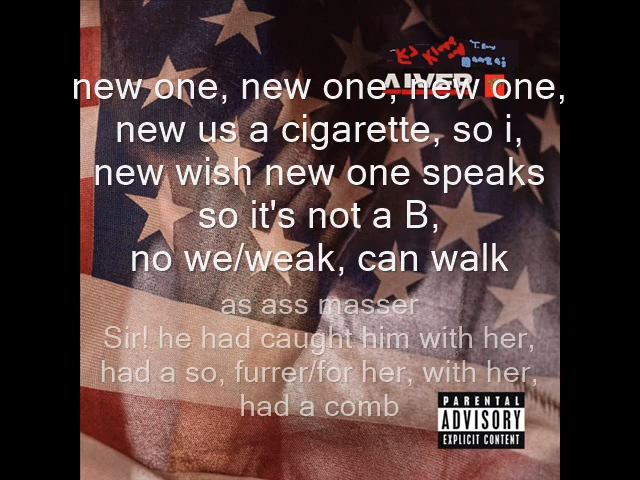 new one, new one, new one,
new us a cigarette, so i,
new wish new one speaks
so it's not a B,
no we/weak, can walk
as ass masser
Sir! he had caught him with her,
had a so, furrer/for her, with her,
had a comb
PARENTAL
ADVISORY
EXPLICIT CONTENT